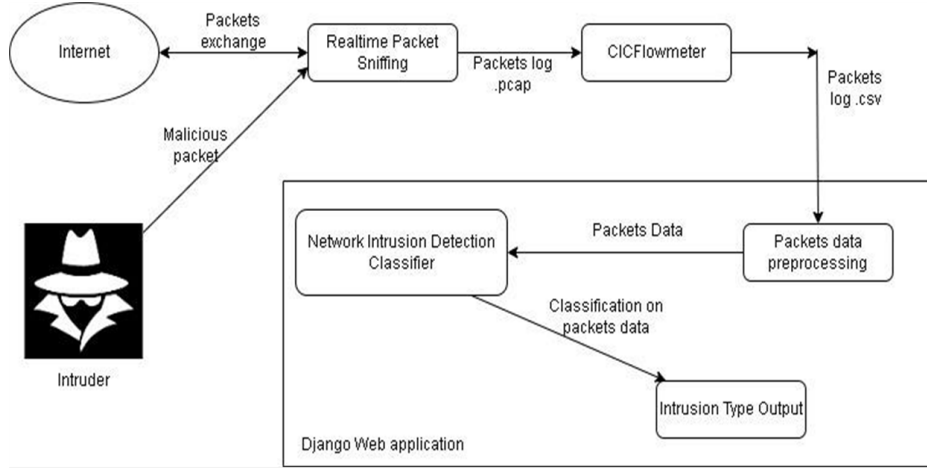 Internet
Packets
exchange
Realtime Packet
Sniffing
Packets log
.pcap
CICFlowmeter
Packets
log .csv
Malicious
packet
Intruder
Network Intrusion Detection
Classifier
Packets Data
Packets data
preprocessing
Classification on
packets data
Intrusion Type Output
Django Web application